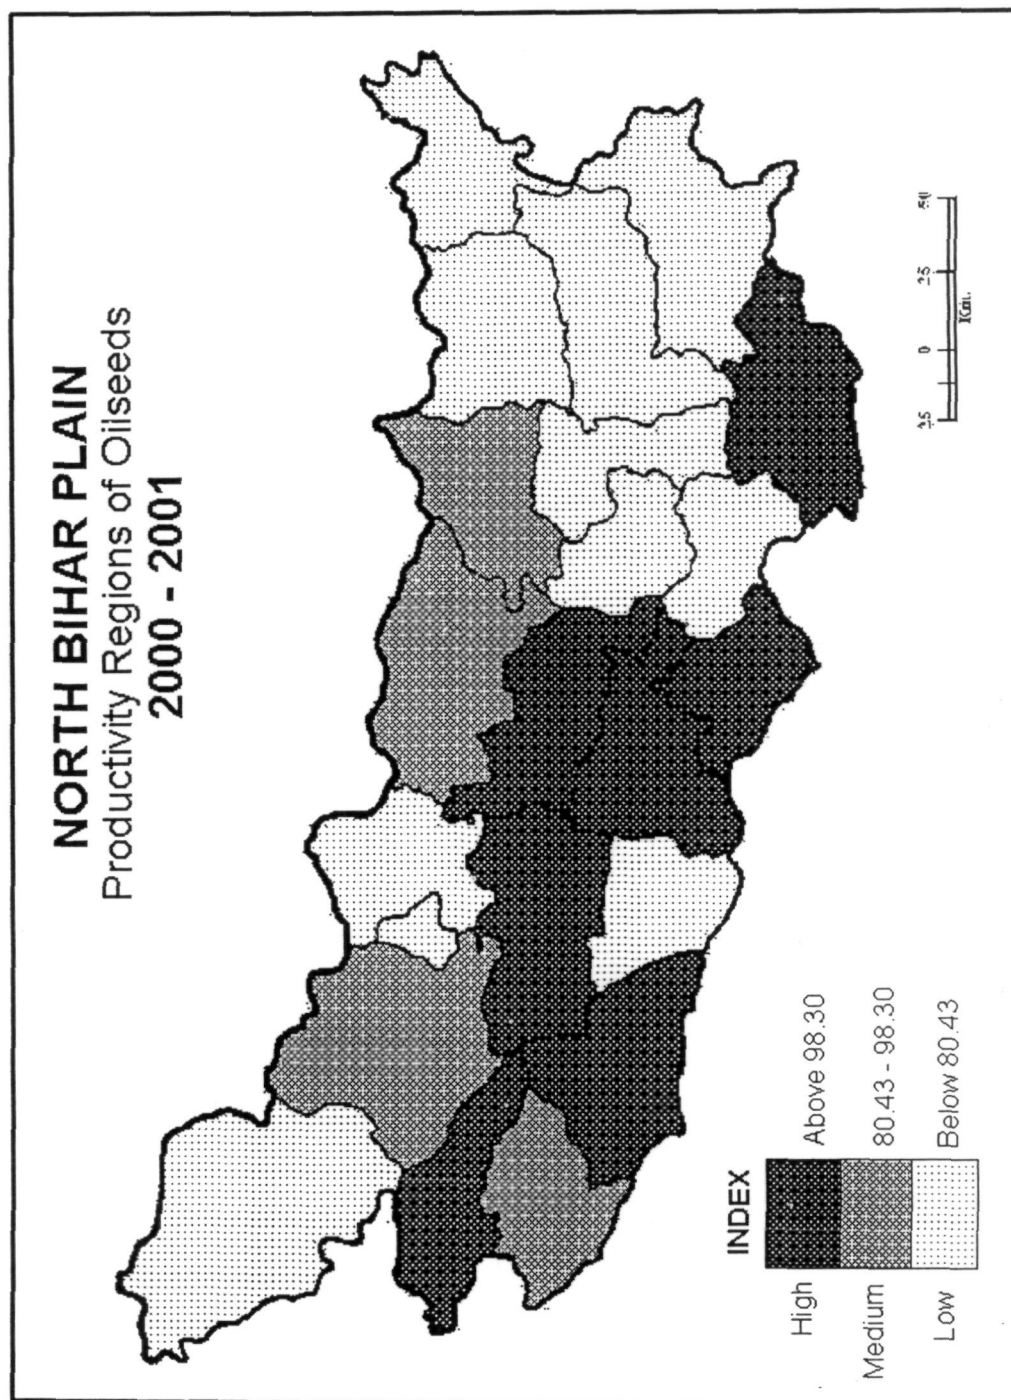 NORTH BIHAR PLAIN
Productivity Regions of Oilseeds
2000 - 2001
INDEX
High Above 98.30
Medium 80.43 - 98.30
Low Below 80.43
25 0 25 50
Km.